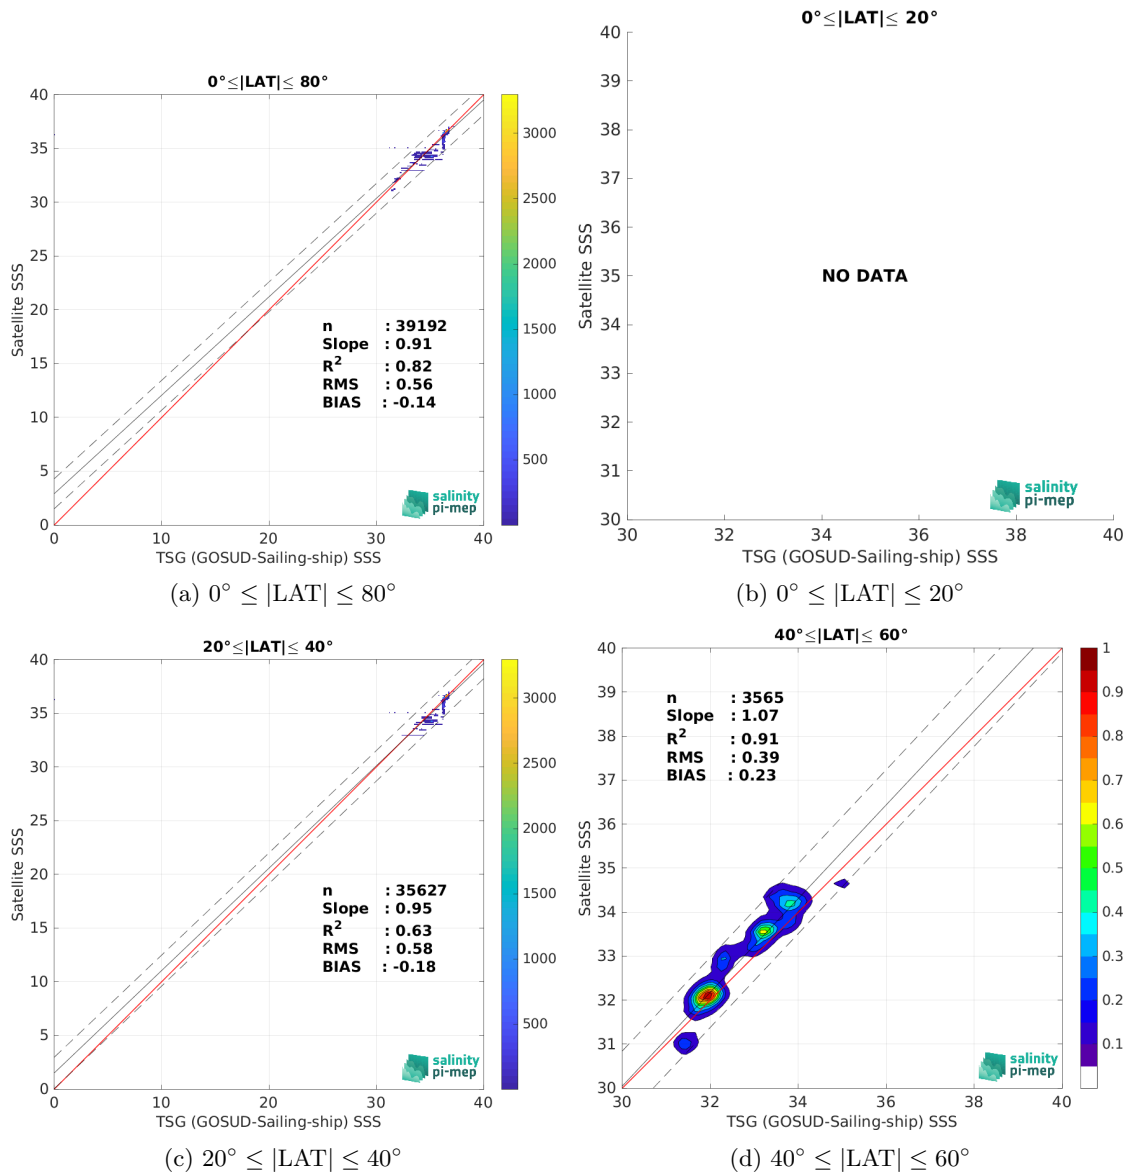 0°≤|LAT|≤ 80°
40
35
30
25
20
15
10
5
0
0
10
20
30
40
Satellite SSS
TSG (GOSUD-Sailing-ship) SSS
n : 39192
Slope : 0.91
R² : 0.82
RMS : 0.56
BIAS : -0.14
salinity
pi-mep
3000
2500
2000
1500
1000
500
(a) 0° ≤ |LAT| ≤ 80°
0°≤|LAT|≤ 20°
40
39
38
37
36
35
34
33
32
31
30
30
32
34
36
38
40
Satellite SSS
NO DATA
TSG (GOSUD-Sailing-ship) SSS
salinity
pi-mep
(b) 0° ≤ |LAT| ≤ 20°
20°≤|LAT|≤ 40°
40
35
30
25
20
15
10
5
0
0
10
20
30
40
Satellite SSS
TSG (GOSUD-Sailing-ship) SSS
n : 35627
Slope : 0.95
R² : 0.63
RMS : 0.58
BIAS : -0.18
salinity
pi-mep
3000
2500
2000
1500
1000
500
(c) 20° ≤ |LAT| ≤ 40°
40°≤|LAT|≤ 60°
40
39
38
37
36
35
34
33
32
31
30
30
32
34
36
38
40
Satellite SSS
TSG (GOSUD-Sailing-ship) SSS
n : 3565
Slope : 1.07
R² : 0.91
RMS : 0.39
BIAS : 0.23
salinity
pi-mep
1
0.9
0.8
0.7
0.6
0.5
0.4
0.3
0.2
0.1
(d) 40° ≤ |LAT| ≤ 60°